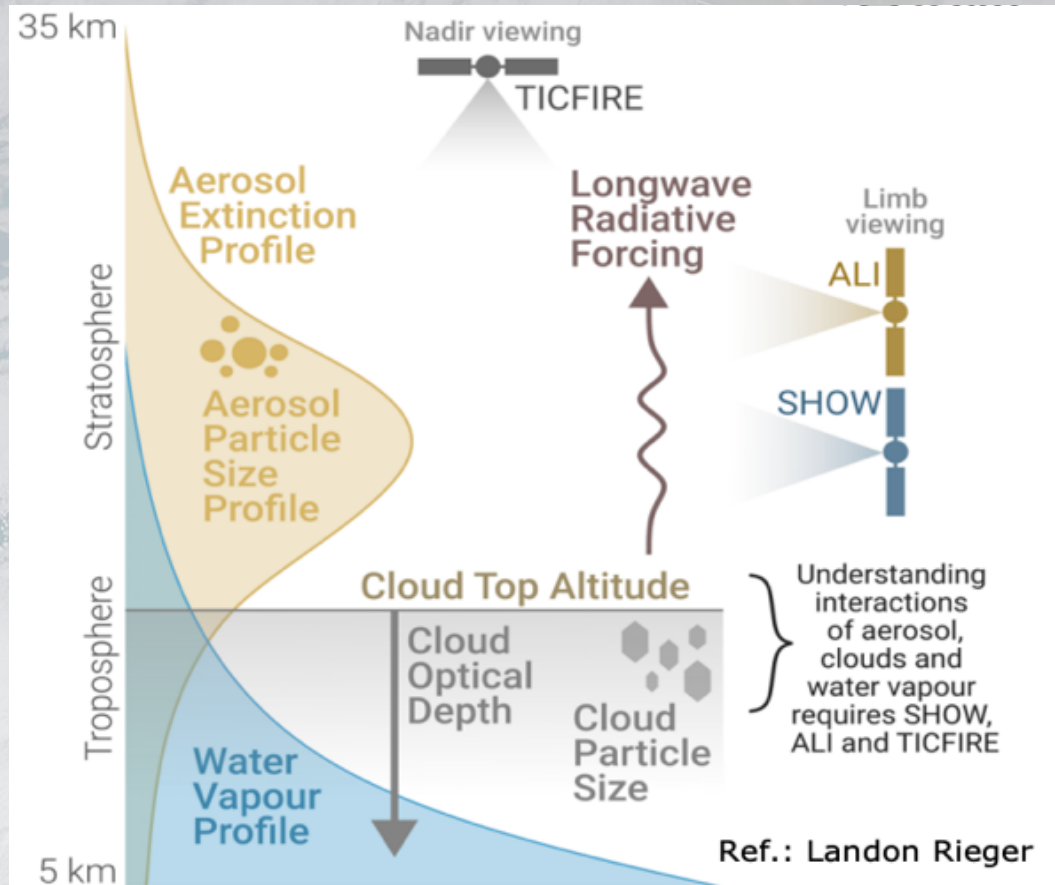 35 km
Nadir viewing
TICFIRE
Aerosol
Extinction
Profile
Longwave
Radiative
Forcing
Limb
viewing
ALI
Stratosphere
Aerosol
Particle
Size
Profile
SHOW
Cloud Top Altitude
Understanding
interactions
of aerosol,
clouds and
water vapour
requires SHOW,
ALI and TICFIRE
Troposphere
Cloud
Optical
Depth
Cloud
Particle
Size
Water
Vapour
Profile
5 km
Ref.: Landon Rieger